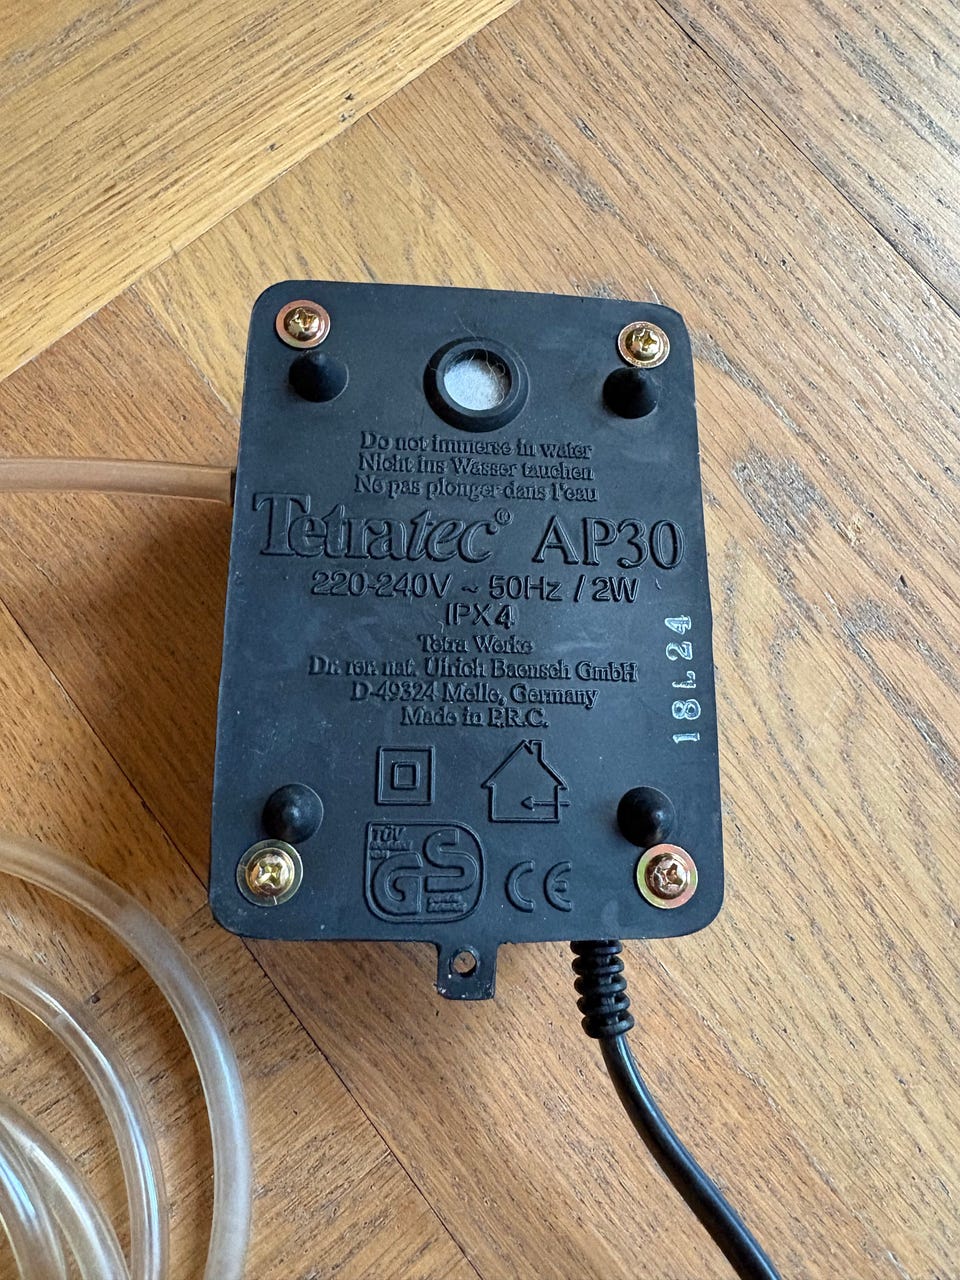 Do not immerse in water
Nicht ins Wasser tauchen
Ne pas plonger dans l'eau
Tetratec® AP30
220-240V ~ 50Hz / 2W
IPX4
Tetra Werke
Dr. rer. nat. Ulrich Baensch GmbH
D-49324 Melle, Germany
Made in P.R.C.
TÜV
GS
CE
18L24